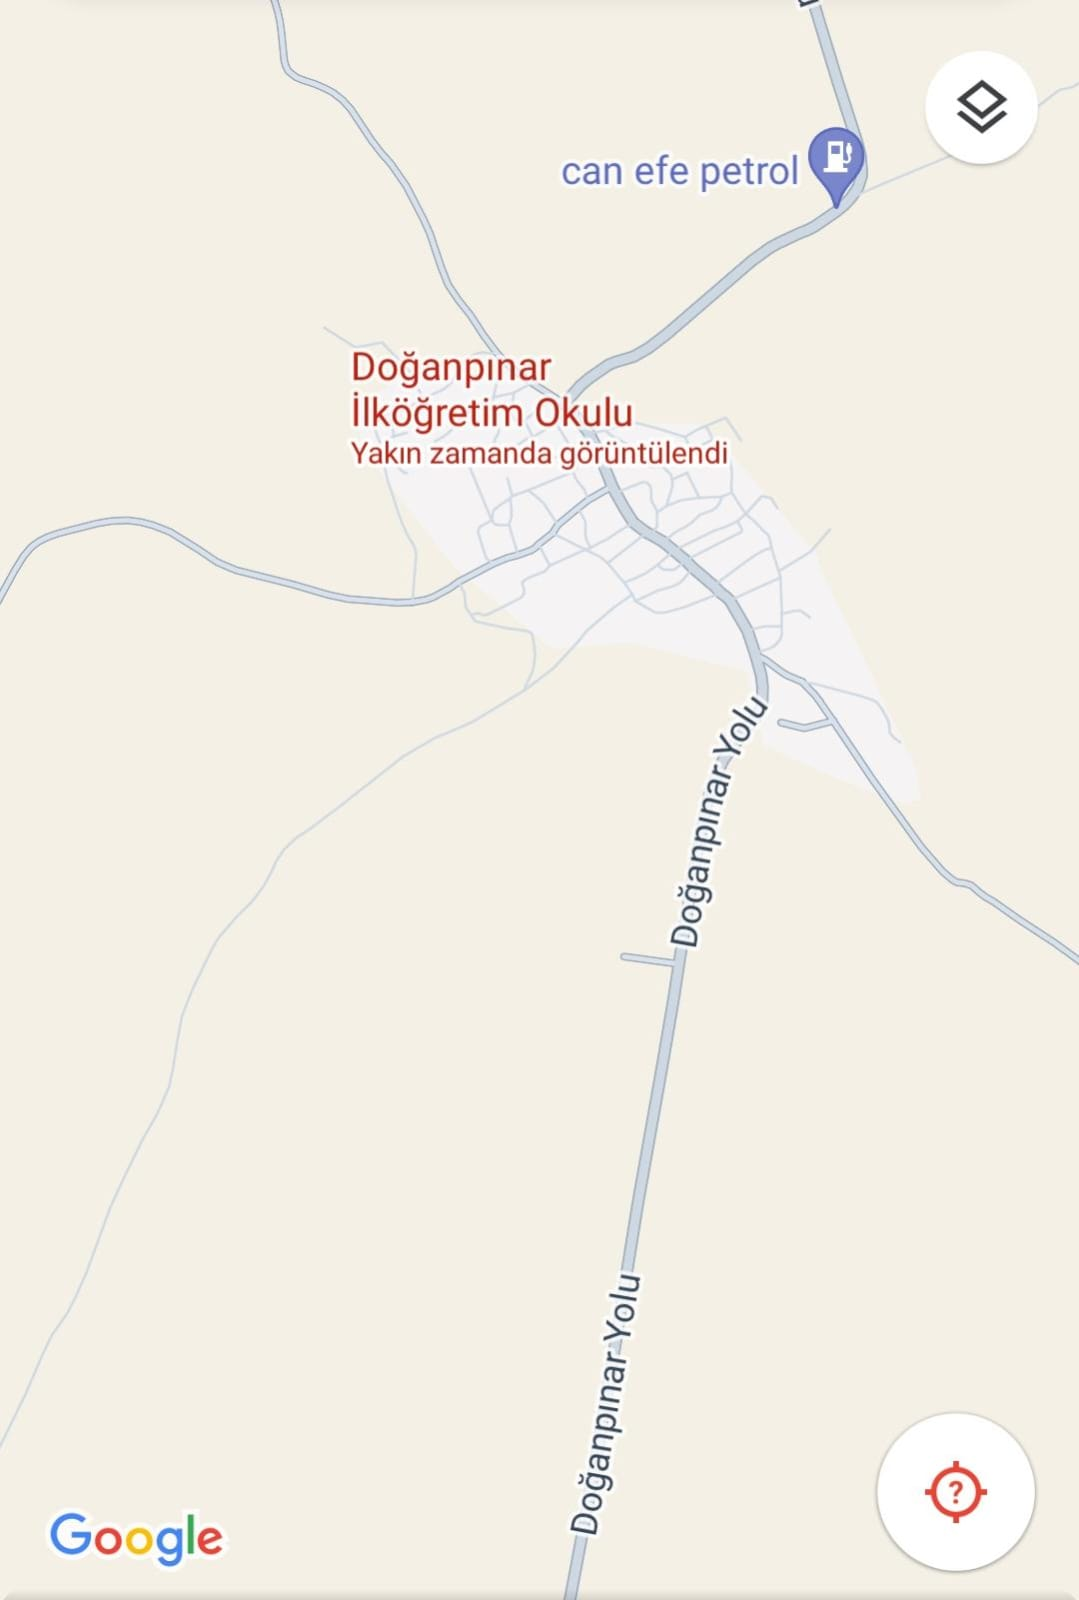 can efe petrol
Doğanpınar
İlköğretim Okulu
Yakın zamanda görüntülendi
Doğanpınar Yolu
Doğanpınar Yolu
?
Google